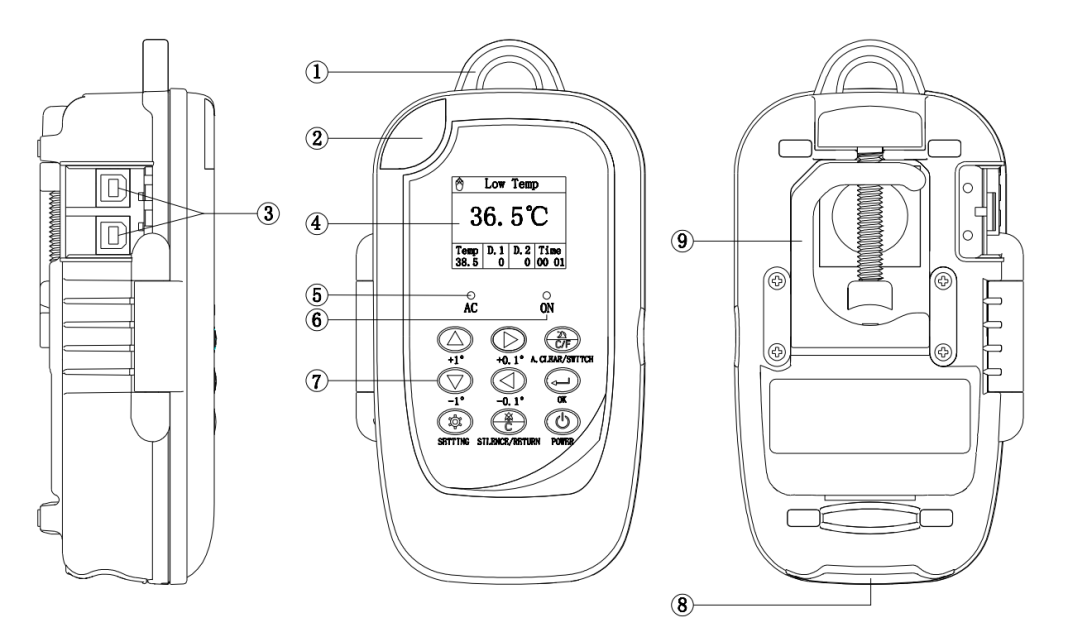 ①
②
③
Low Temp
④
36.5℃
⑨
Temp D.1 D.2 Time
38.5 0 0 00 01
⑤
AC ON
⑥
C/F
+1° +0.1° A.CLEAR/SWITCH
⑦
-1° -0.1° OK
C
SETTING SILENCE/RETURN POWER
⑧